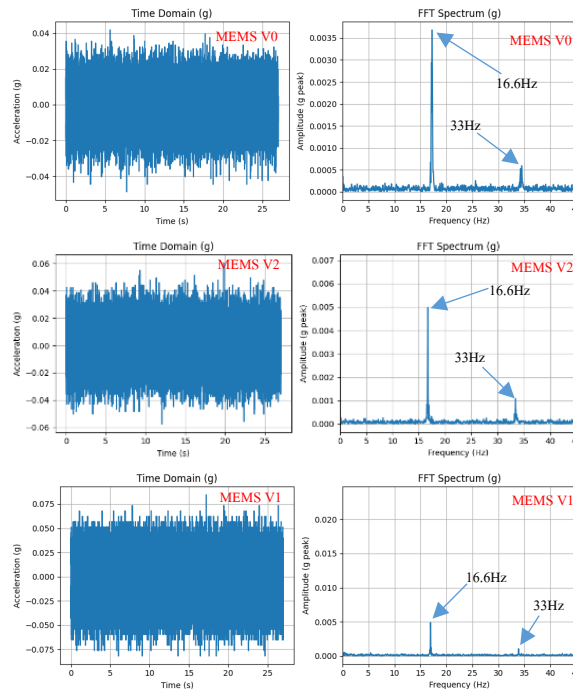 Time Domain (g)
MEMS V0
Acceleration (g)
0.04
0.02
0.00
−0.02
−0.04
0 5 10 15 20 25
Time (s)
FFT Spectrum (g)
MEMS V0
16.6Hz
33Hz
Amplitude (g peak)
0.0035
0.0030
0.0025
0.0020
0.0015
0.0010
0.0005
0.0000
0 5 10 15 20 25 30 35 40
Frequency (Hz)
Time Domain (g)
MEMS V2
Acceleration (g)
0.06
0.04
0.02
0.00
−0.02
−0.04
−0.06
0 5 10 15 20 25
Time (s)
FFT Spectrum (g)
MEMS V2
16.6Hz
33Hz
Amplitude (g peak)
0.007
0.006
0.005
0.004
0.003
0.002
0.001
0.000
0 5 10 15 20 25 30 35 40
Frequency (Hz)
Time Domain (g)
MEMS V1
Acceleration (g)
0.075
0.050
0.025
0.000
−0.025
−0.050
−0.075
0 5 10 15 20 25
Time (s)
FFT Spectrum (g)
MEMS V1
16.6Hz
33Hz
Amplitude (g peak)
0.020
0.015
0.010
0.005
0.000
0 5 10 15 20 25 30 35 40
Frequency (Hz)